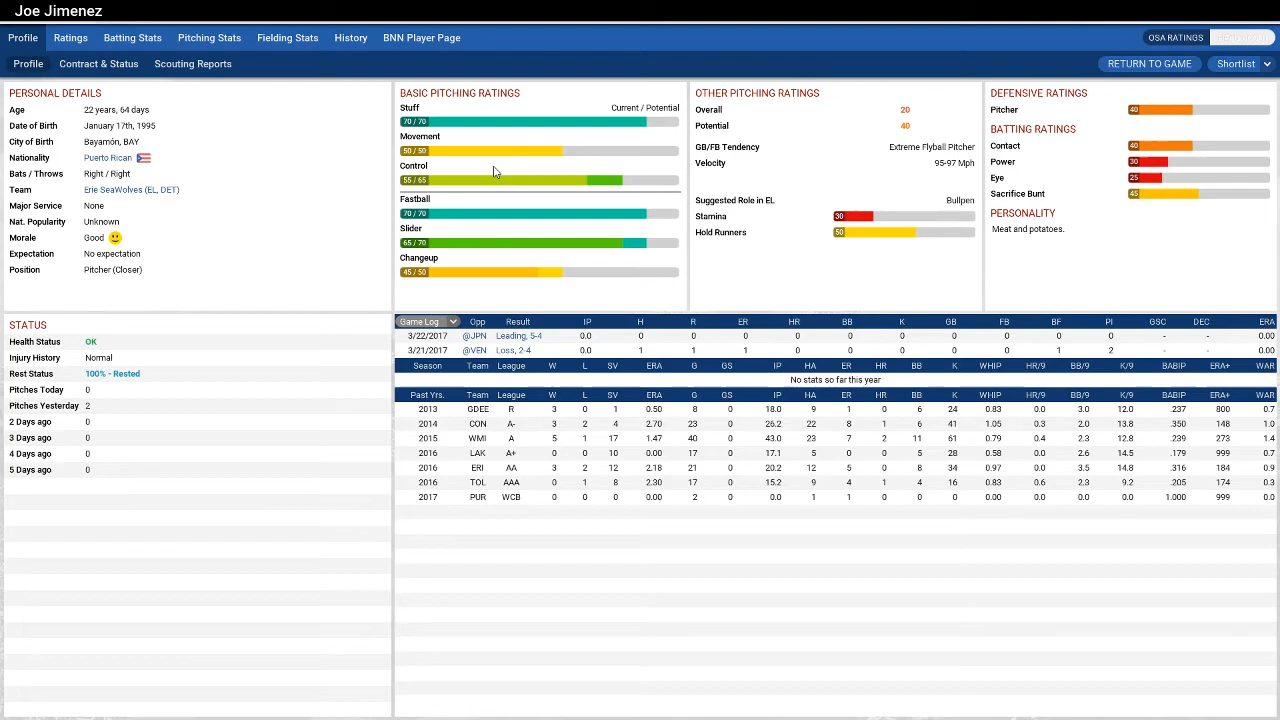 Joe Jimenez
Profile Ratings Batting Stats Pitching Stats Fielding Stats History BNN Player Page OSA RATINGS
Profile Contract & Status Scouting Reports RETURN TO GAME Shortlist
PERSONAL DETAILS
Age 22 years, 64 days
Date of Birth January 17th, 1995
City of Birth Bayamón, BAY
Nationality Puerto Rican
Bats / Throws Right / Right
Team Erie SeaWolves (EL, DET)
Major Service None
Nat. Popularity Unknown
Morale Good
Expectation No expectation
Position Pitcher (Closer)
BASIC PITCHING RATINGS
Stuff Current / Potential
70 / 70
Movement
50 / 50
Control
55 / 65
Fastball
70 / 70
Slider
65 / 70
Changeup
45 / 50
OTHER PITCHING RATINGS
Overall 20
Potential 40
GB/FB Tendency Extreme Flyball Pitcher
Velocity 95-97 Mph
Suggested Role in EL Bullpen
Stamina 30
Hold Runners 50
DEFENSIVE RATINGS
Pitcher 40
BATTING RATINGS
Contact 40
Power 30
Eye 25
Sacrifice Bunt 45
PERSONALITY
Meat and potatoes.
STATUS
Health Status OK
Injury History Normal
Rest Status 100% - Rested
Pitches Today 0
Pitches Yesterday 2
2 Days ago 0
3 Days ago 0
4 Days ago 0
5 Days ago 0
Game Log Opp Result IP H R ER HR BB K GB FB BF PI GSC DEC ERA
3/22/2017 @JPN Leading, 5-4 0.0 0 0 0 0 0 0 0 0 0 0 - - 0.00
3/21/2017 @VEN Loss, 2-4 0.0 1 1 1 0 0 0 0 0 1 2 - - 0.00
Season Team League W L SV ERA G GS IP HA ER HR BB K WHIP HR/9 BB/9 K/9 BABIP ERA+ WAR
No stats so far this year
Past Yrs. Team League W L SV ERA G GS IP HA ER HR BB K WHIP HR/9 BB/9 K/9 BABIP ERA+ WAR
2013 GDEE R 3 0 1 0.50 8 0 18.0 9 1 0 6 24 0.83 0.0 3.0 12.0 .237 800 0.7
2014 CON A- 3 2 4 2.70 23 0 26.2 22 8 1 6 41 1.05 0.3 2.0 13.8 .350 148 1.0
2015 WMI A 5 1 17 1.47 40 0 43.0 23 7 2 11 61 0.79 0.4 2.3 12.8 .239 273 1.4
2016 LAK A+ 0 0 10 0.00 17 0 17.1 5 0 0 5 28 0.58 0.0 2.6 14.5 .179 999 0.7
2016 ERI AA 3 2 12 2.18 21 0 20.2 12 5 0 8 34 0.97 0.0 3.5 14.8 .316 184 0.9
2016 TOL AAA 0 1 8 2.30 17 0 15.2 9 4 1 4 16 0.83 0.6 2.3 9.2 .205 174 0.3
2017 PUR WCB 0 0 0 0.00 2 0 0.0 1 1 0 0 0 0.00 0.0 0.0 0.0 1.000 999 0.0